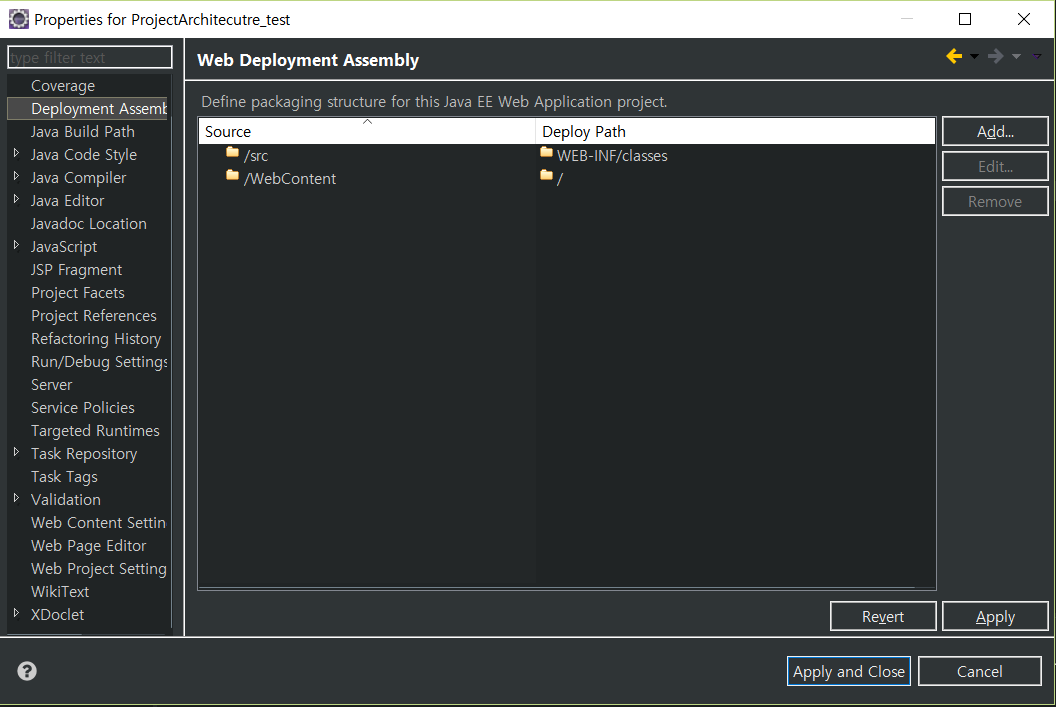 Properties for ProjectArchitecutre_test
type filter text
Coverage
Deployment Assemb
Java Build Path
Java Code Style
Java Compiler
Java Editor
Javadoc Location
JavaScript
JSP Fragment
Project Facets
Project References
Refactoring History
Run/Debug Settings
Server
Service Policies
Targeted Runtimes
Task Repository
Task Tags
Validation
Web Content Settin
Web Page Editor
Web Project Setting
WikiText
XDoclet
Web Deployment Assembly
Define packaging structure for this Java EE Web Application project.
Source Deploy Path
/src WEB-INF/classes
/WebContent /
Add...
Edit...
Remove
Revert Apply
? Apply and Close Cancel